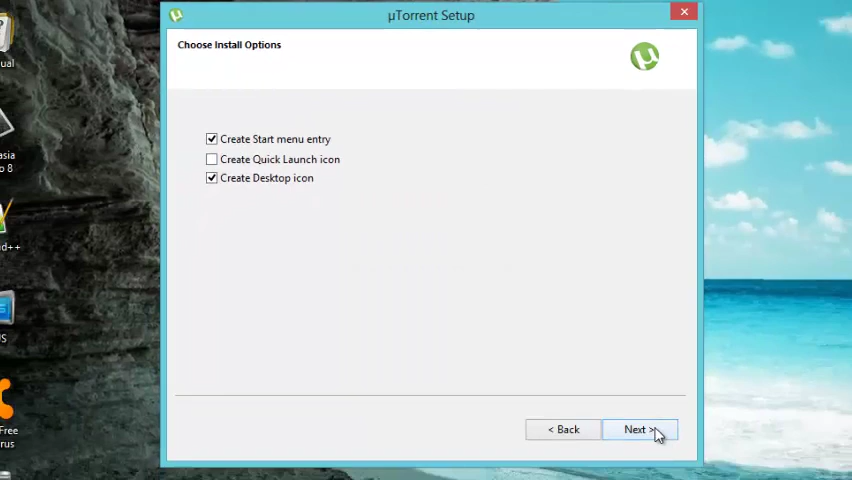 µTorrent Setup
Choose Install Options
Create Start menu entry
Create Quick Launch icon
Create Desktop icon
< Back
Next >
ual
asia
o 8
d++
S
Free
rus